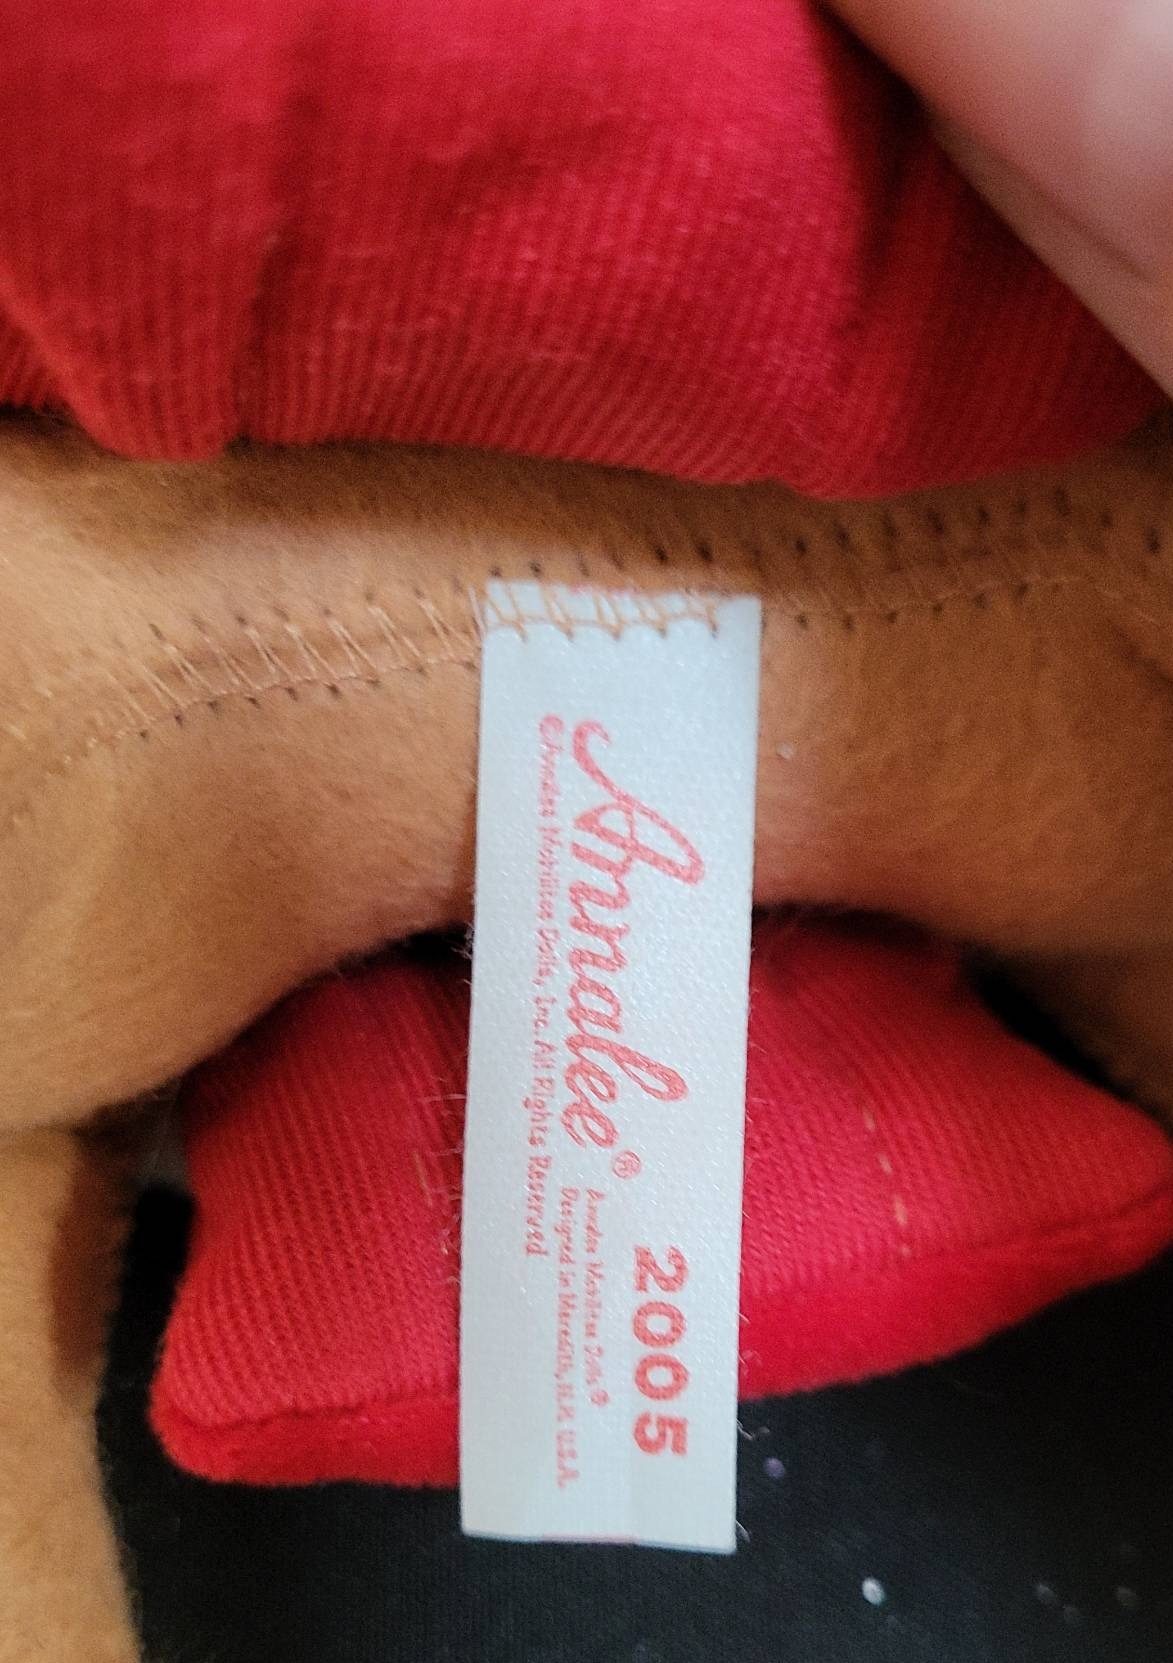 Annalee®
2005
Annalee Mobilitee Dolls®
Designed in Meredith, N.H. U.S.A.
© Annalee Mobilitee Dolls, Inc. All Rights Reserved